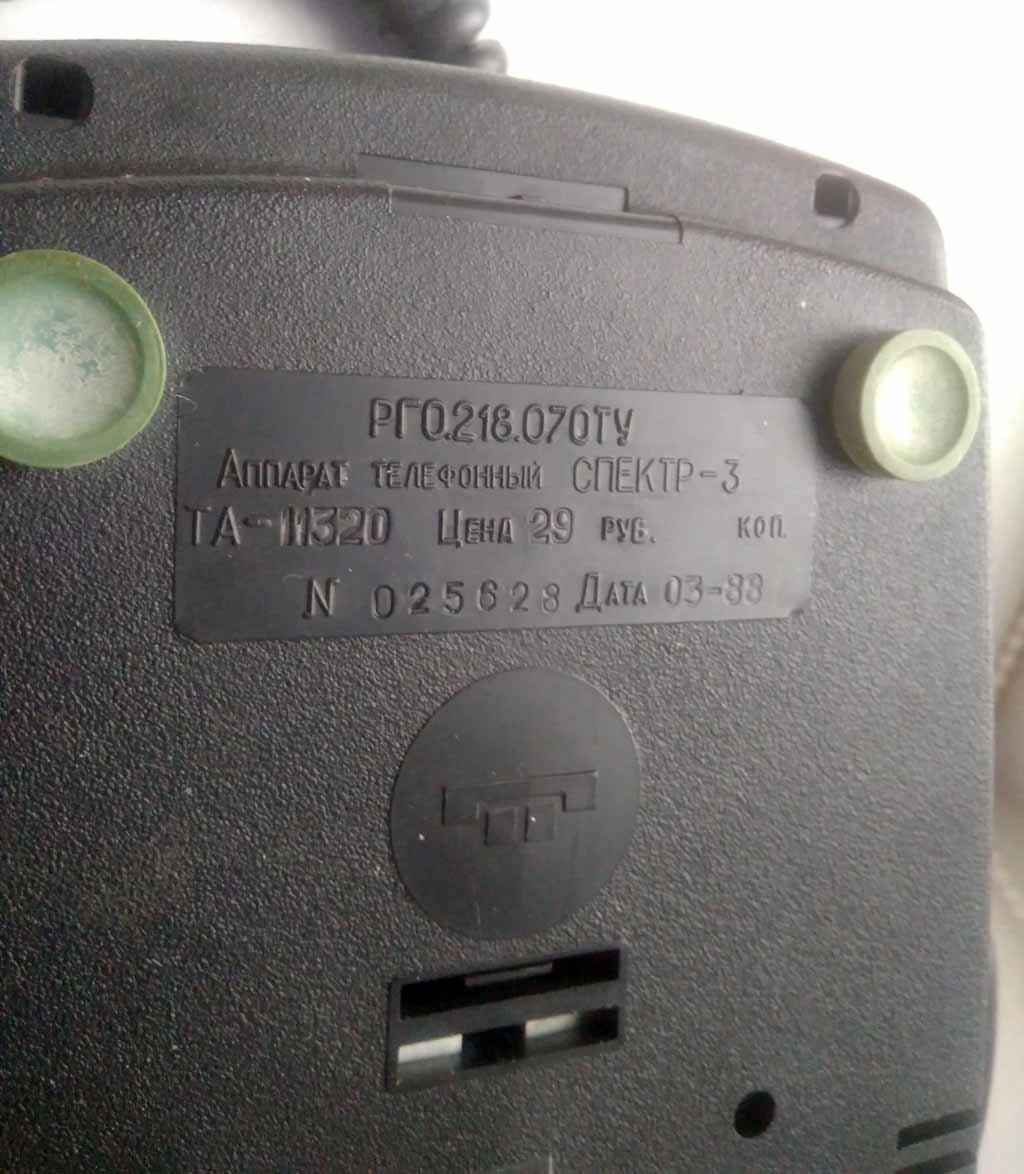 РГ0.218.070ТУ
Аппарат телефонный СПЕКТР-3
ТА-11320 Цена 29 руб. коп.
N 025628 Дата 03-88